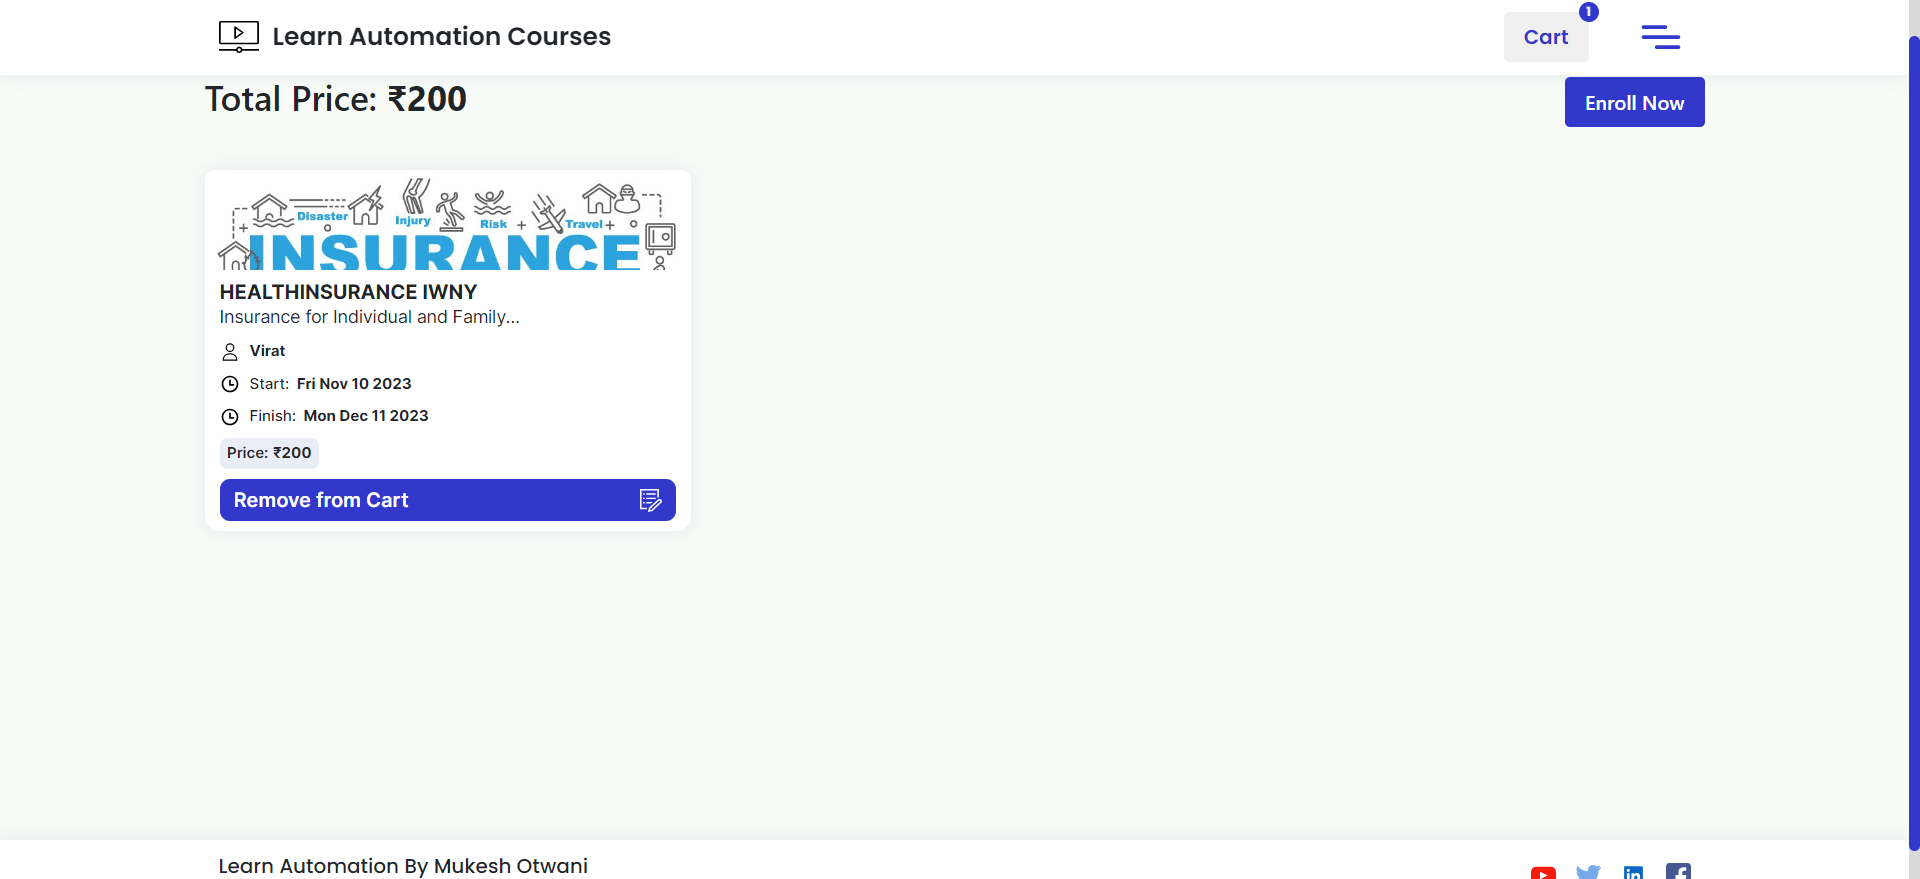 Learn Automation Courses
Cart
1
Total Price: ₹200
Enroll Now
Disaster
Injury
Risk
Travel
INSURANCE
HEALTHINSURANCE IWNY
Insurance for Individual and Family...
Virat
Start: Fri Nov 10 2023
Finish: Mon Dec 11 2023
Price: ₹200
Remove from Cart
Learn Automation By Mukesh Otwani